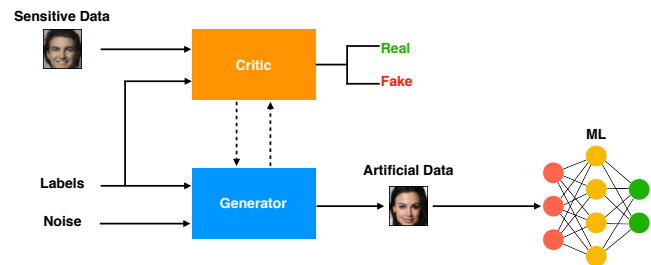 Sensitive Data
Critic
Real
Fake
ML
Artificial Data
Labels
Generator
Noise